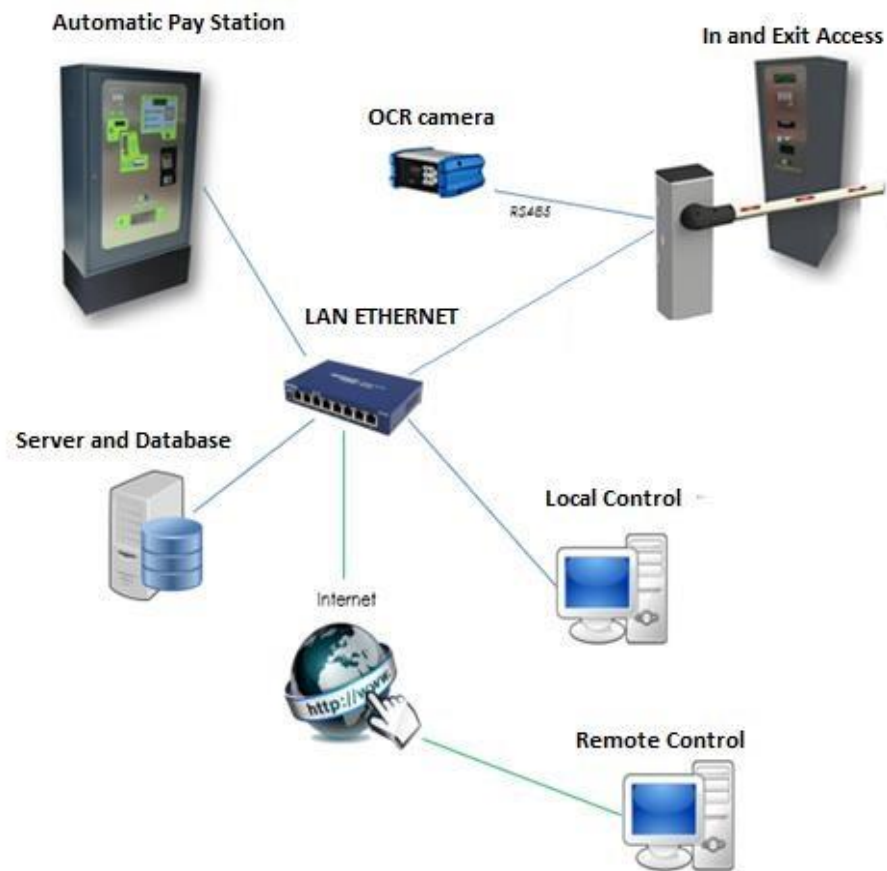 Automatic Pay Station
In and Exit Access
OCR camera
RS485
LAN ETHERNET
Server and Database
Local Control
Internet
http://www.
Remote Control